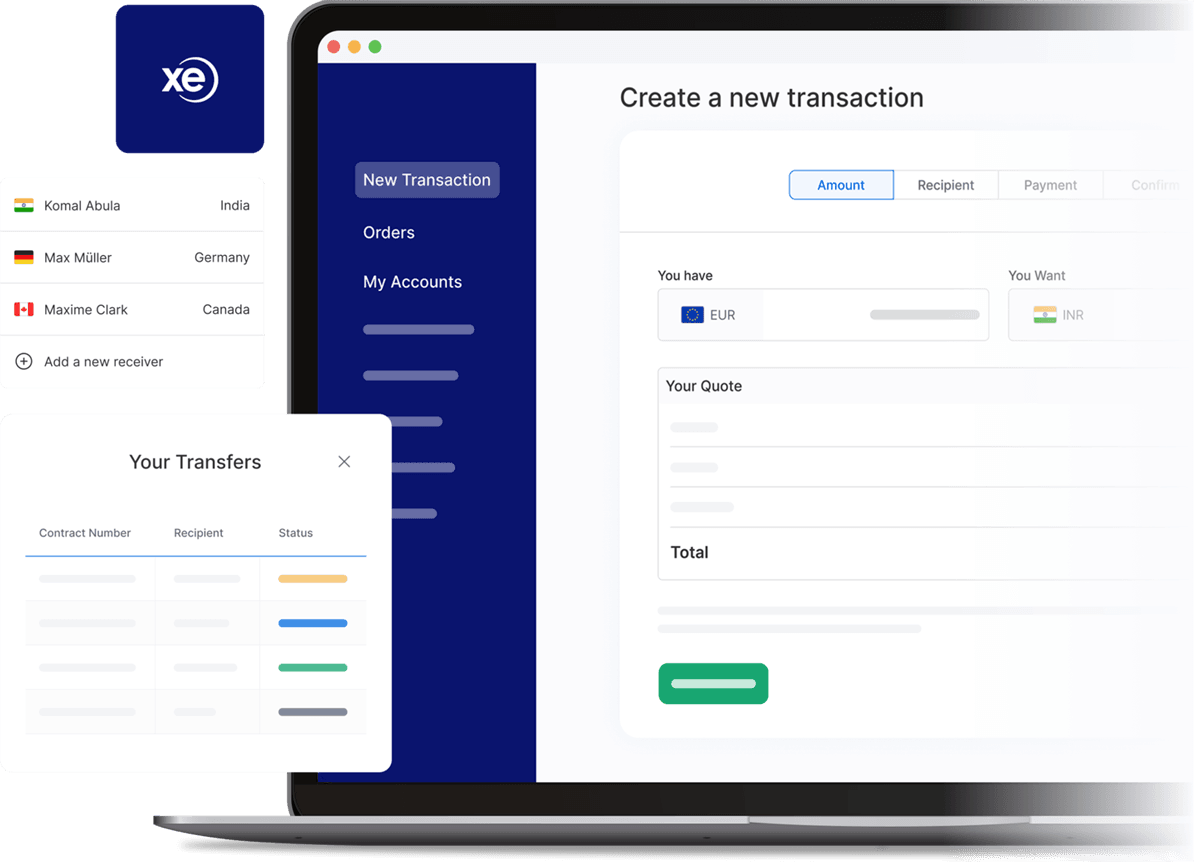 xe
Komal Abula India
Max Müller Germany
Maxime Clark Canada
Add a new receiver
Your Transfers
Contract Number Recipient Status
New Transaction
Orders
My Accounts
Create a new transaction
Amount Recipient Payment Confirm
You have You Want
EUR INR
Your Quote
Total